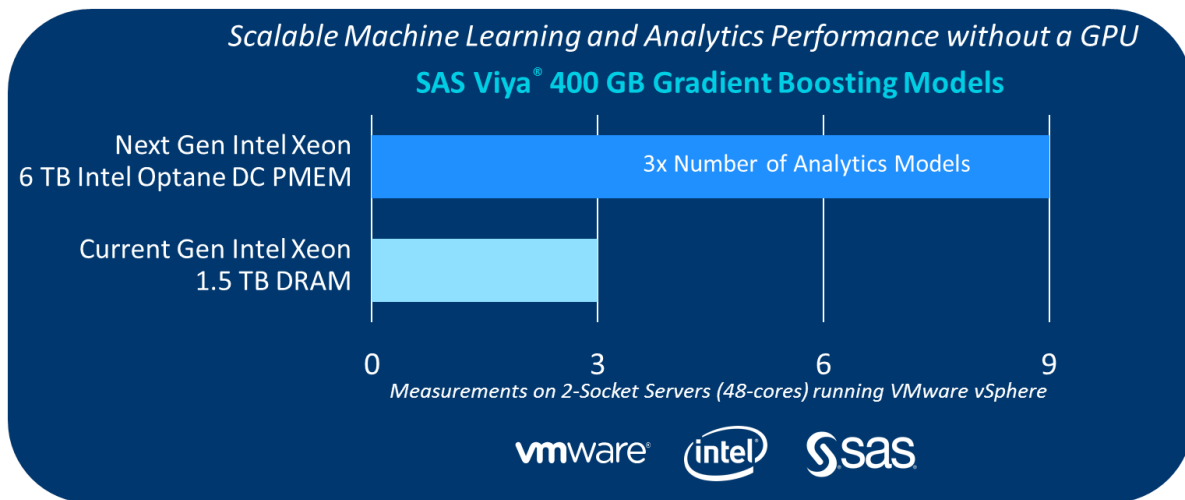 Scalable Machine Learning and Analytics Performance without a GPU
SAS Viya® 400 GB Gradient Boosting Models
Next Gen Intel Xeon
6 TB Intel Optane DC PMEM
3x Number of Analytics Models
Current Gen Intel Xeon
1.5 TB DRAM
0 3 6 9
Measurements on 2-Socket Servers (48-cores) running VMware vSphere
vmware® intel sas